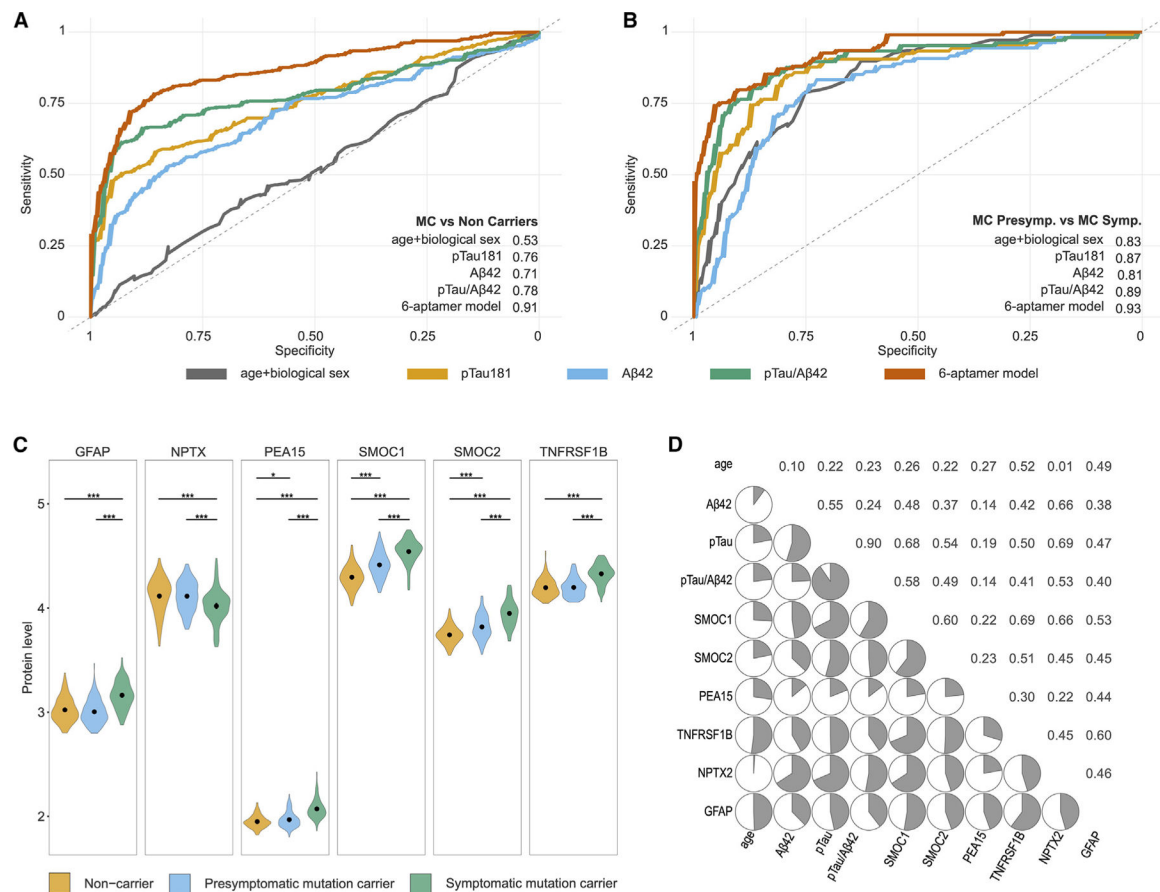 A
1
0.75
0.50
0.25
0
Sensitivity
1
0.75
0.50
0.25
0
Specificity
MC vs Non Carriers
age+biological sex 0.53
pTau181 0.76
Aβ42 0.71
pTau/Aβ42 0.78
6-aptamer model 0.91
B
1
0.75
0.50
0.25
0
Sensitivity
1
0.75
0.50
0.25
0
Specificity
MC Presymp. vs MC Symp.
age+biological sex 0.83
pTau181 0.87
Aβ42 0.81
pTau/Aβ42 0.89
6-aptamer model 0.93
age+biological sex pTau181 Aβ42 pTau/Aβ42 6-aptamer model
C
GFAP NPTX PEA15 SMOC1 SMOC2 TNFRSF1B
* *** ***
*** *** *** *** *** ***
*** *** *** *** *** ***
5
4
3
2
Protein level
Non-carrier Presymptomatic mutation carrier Symptomatic mutation carrier
D
age 0.10 0.22 0.23 0.26 0.22 0.27 0.52 0.01 0.49
Aβ42 0.55 0.24 0.48 0.37 0.14 0.42 0.66 0.38
pTau 0.90 0.68 0.54 0.19 0.50 0.69 0.47
pTau/Aβ42 0.58 0.49 0.14 0.41 0.53 0.40
SMOC1 0.60 0.22 0.69 0.66 0.53
SMOC2 0.23 0.51 0.45 0.45
PEA15 0.30 0.22 0.44
TNFRSF1B 0.45 0.60
NPTX2 0.46
GFAP
age Aβ42 pTau pTau/Aβ42 SMOC1 SMOC2 PEA15 TNFRSF1B NPTX2 GFAP